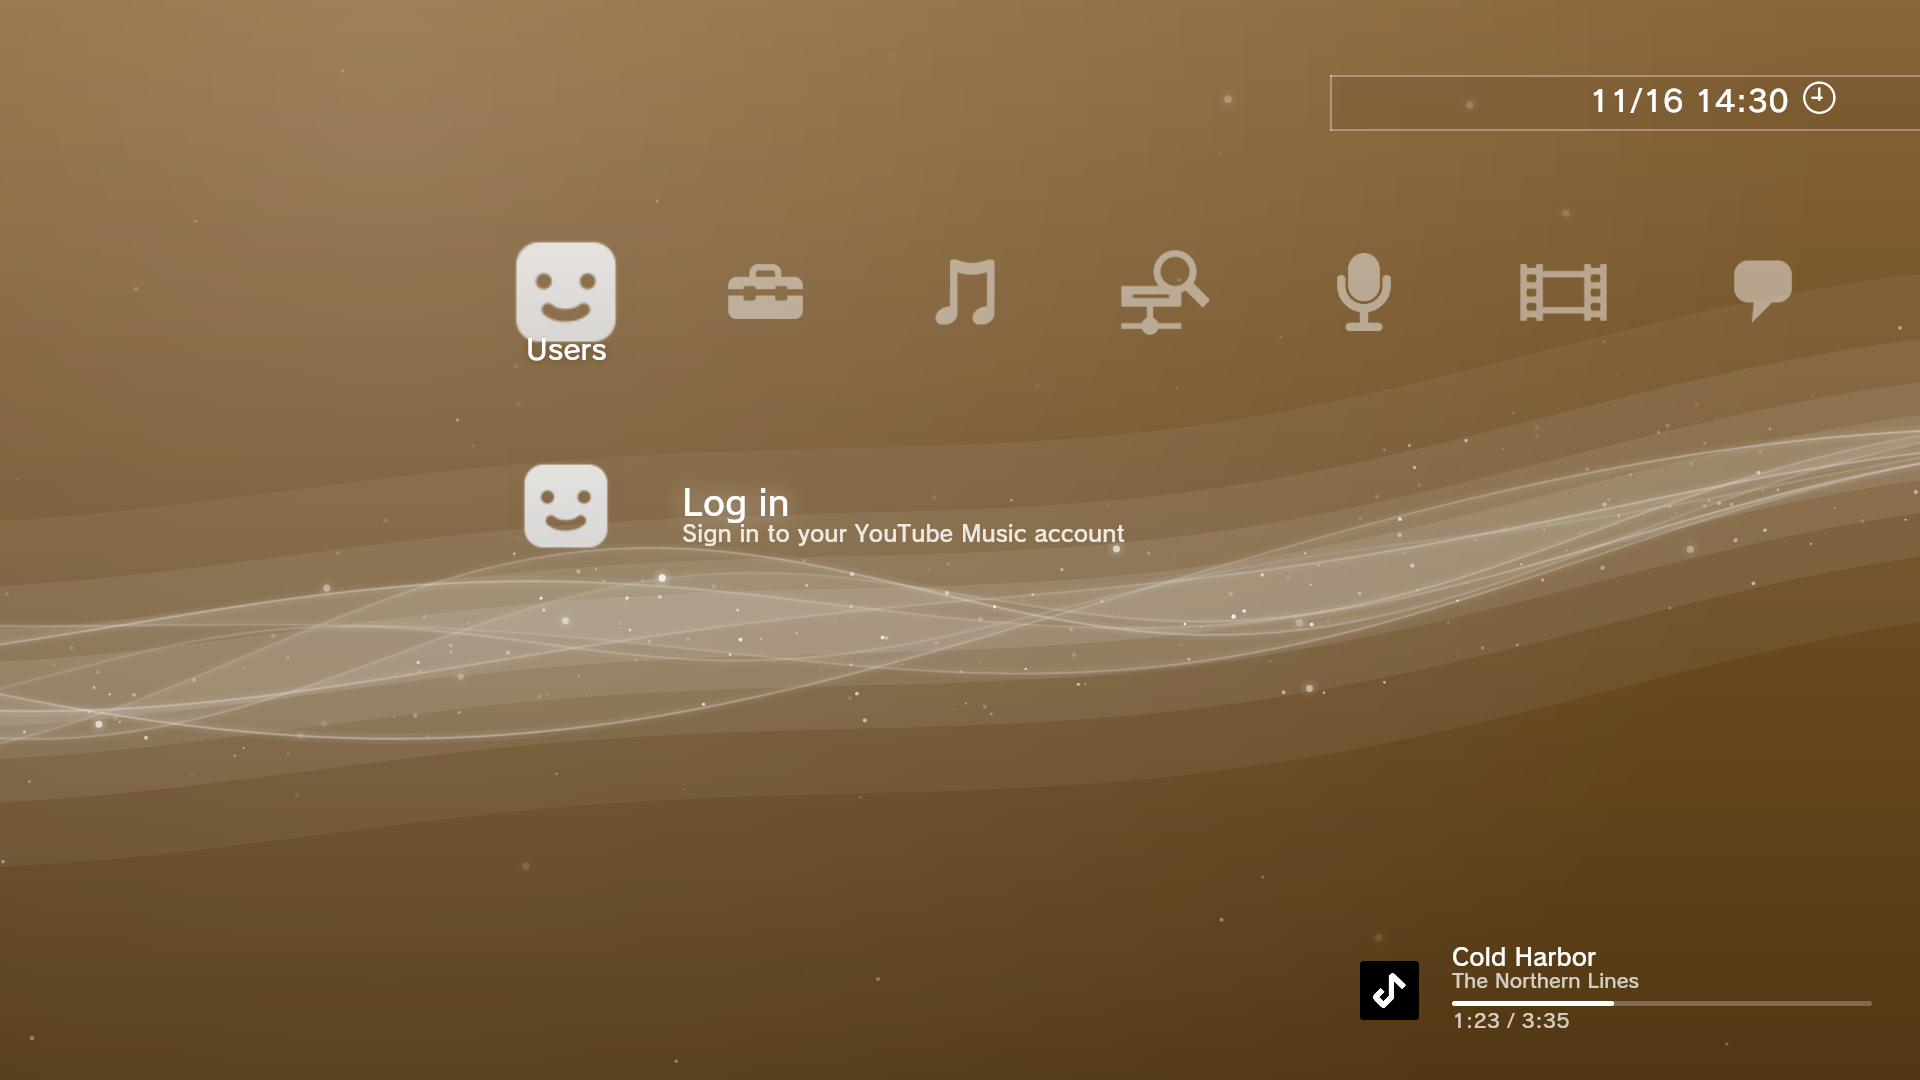 11/16 14:30
Users
Log in
Sign in to your YouTube Music account
Cold Harbor
The Northern Lines
1:23 / 3:35